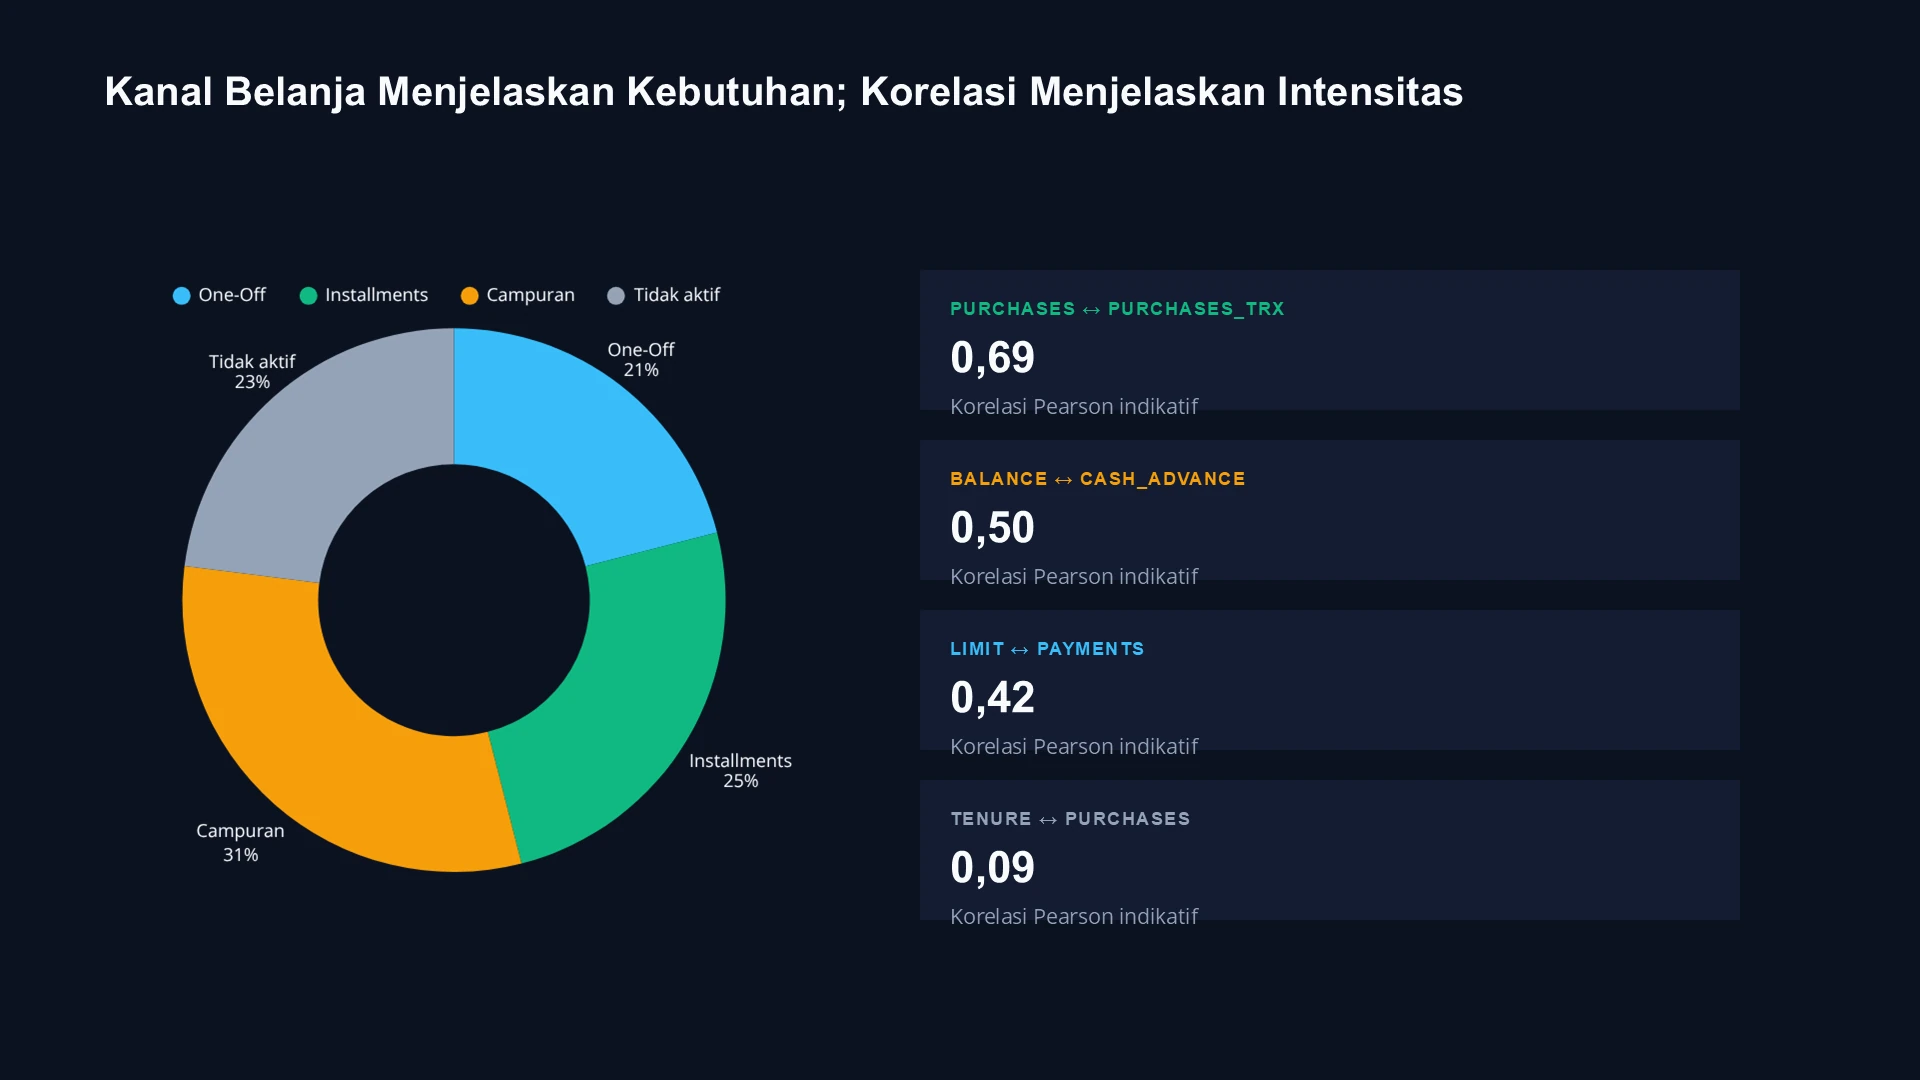 Kanal Belanja Menjelaskan Kebutuhan; Korelasi Menjelaskan Intensitas
One-Off
Installments
Campuran
Tidak aktif
Tidak aktif
23%
One-Off
21%
Installments
25%
Campuran
31%
PURCHASES ↔ PURCHASES_TRX
0,69
Korelasi Pearson indikatif
BALANCE ↔ CASH_ADVANCE
0,50
Korelasi Pearson indikatif
LIMIT ↔ PAYMENTS
0,42
Korelasi Pearson indikatif
TENURE ↔ PURCHASES
0,09
Korelasi Pearson indikatif